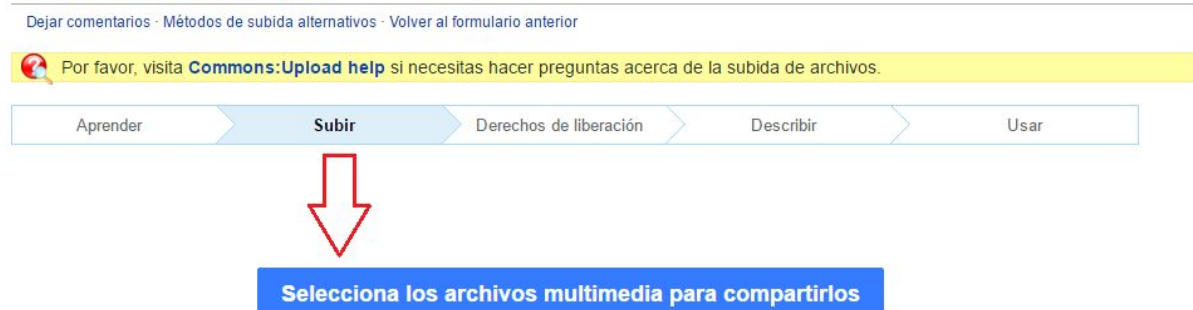 Dejar comentarios · Métodos de subida alternativos · Volver al formulario anterior
Por favor, visita Commons:Upload help si necesitas hacer preguntas acerca de la subida de archivos.
Aprender Subir Derechos de liberación Describir Usar
Selecciona los archivos multimedia para compartirlos